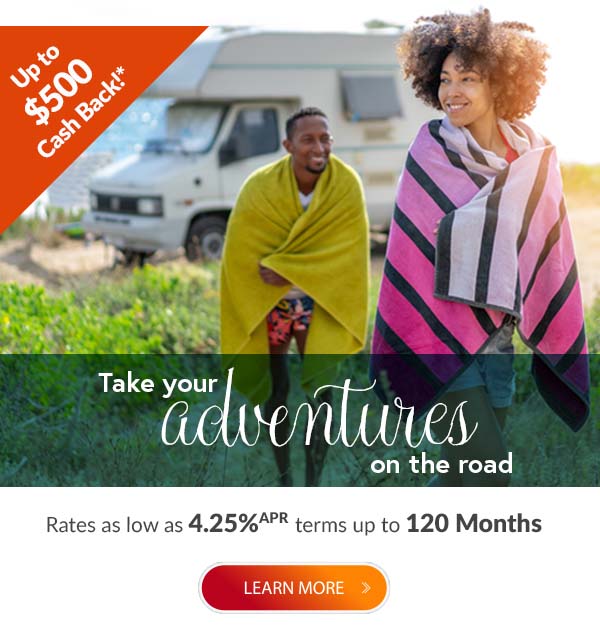 Up to
$500
Cash Back!*
Take your
adventures
on the road
Rates as low as 4.25%APR terms up to 120 Months
LEARN MORE »